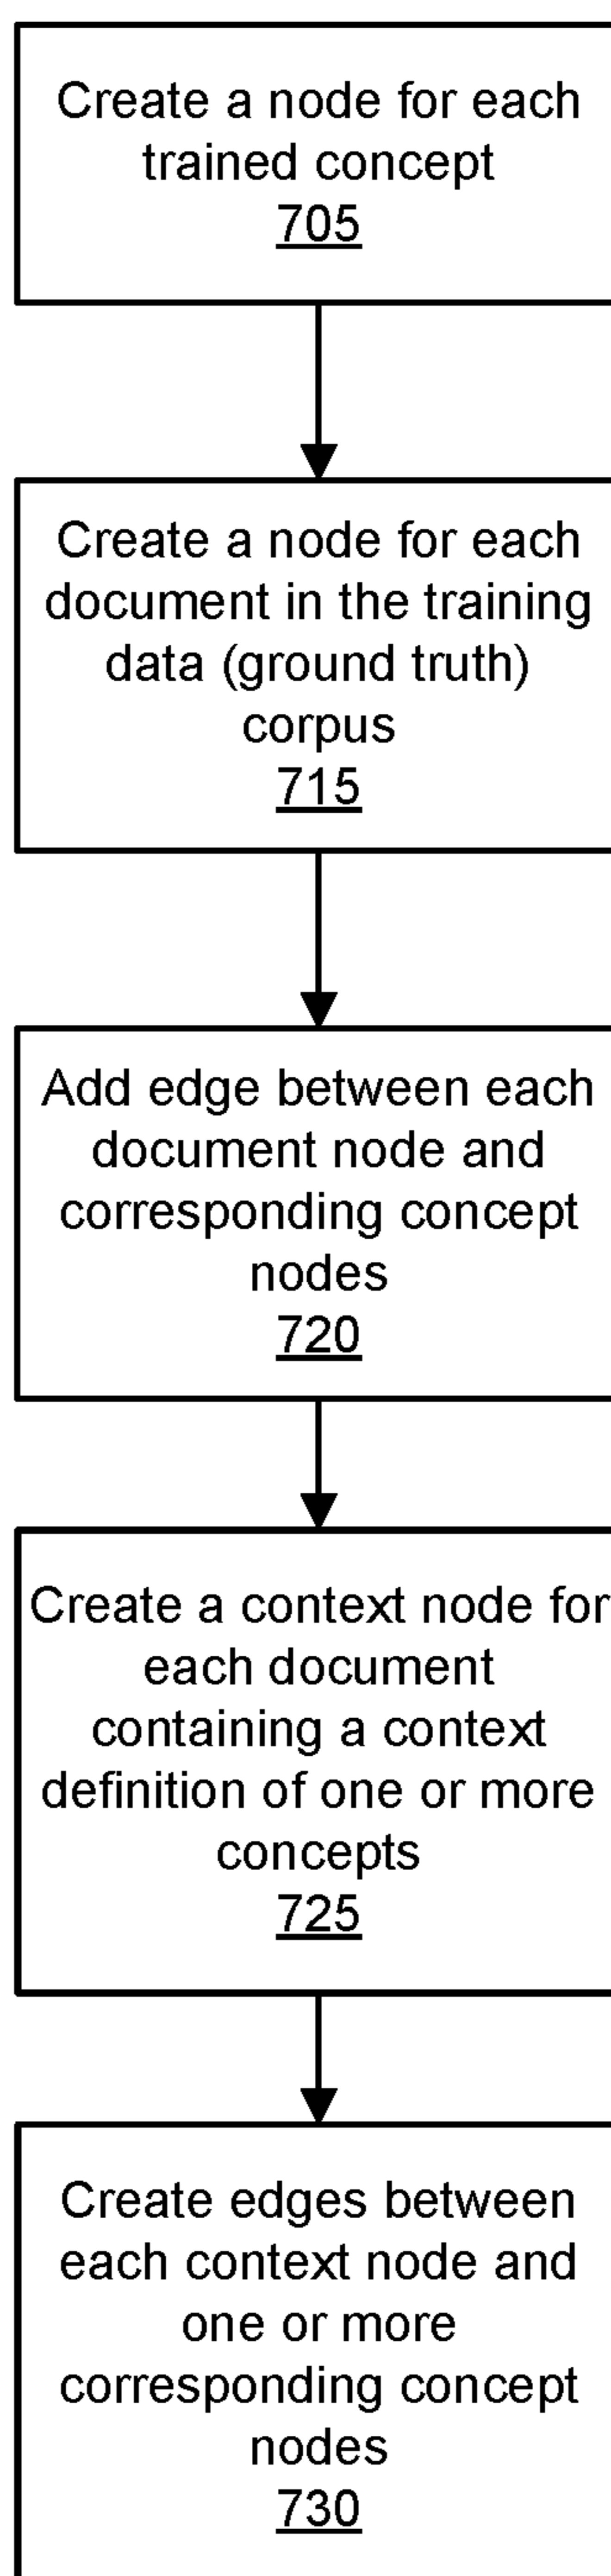 Create a node for each
trained concept
705
Create a node for each
document in the training
data (ground truth)
corpus
715
Add edge between each
document node and
corresponding concept
nodes
720
Create a context node for
each document
containing a context
definition of one or more
concepts
725
Create edges between
each context node and
one or more
corresponding concept
nodes
730